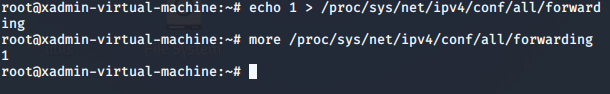 root@xadmin-virtual-machine:~# echo 1 > /proc/sys/net/ipv4/conf/all/forward
ing
root@xadmin-virtual-machine:~# more /proc/sys/net/ipv4/conf/all/forwarding
1
root@xadmin-virtual-machine:~#